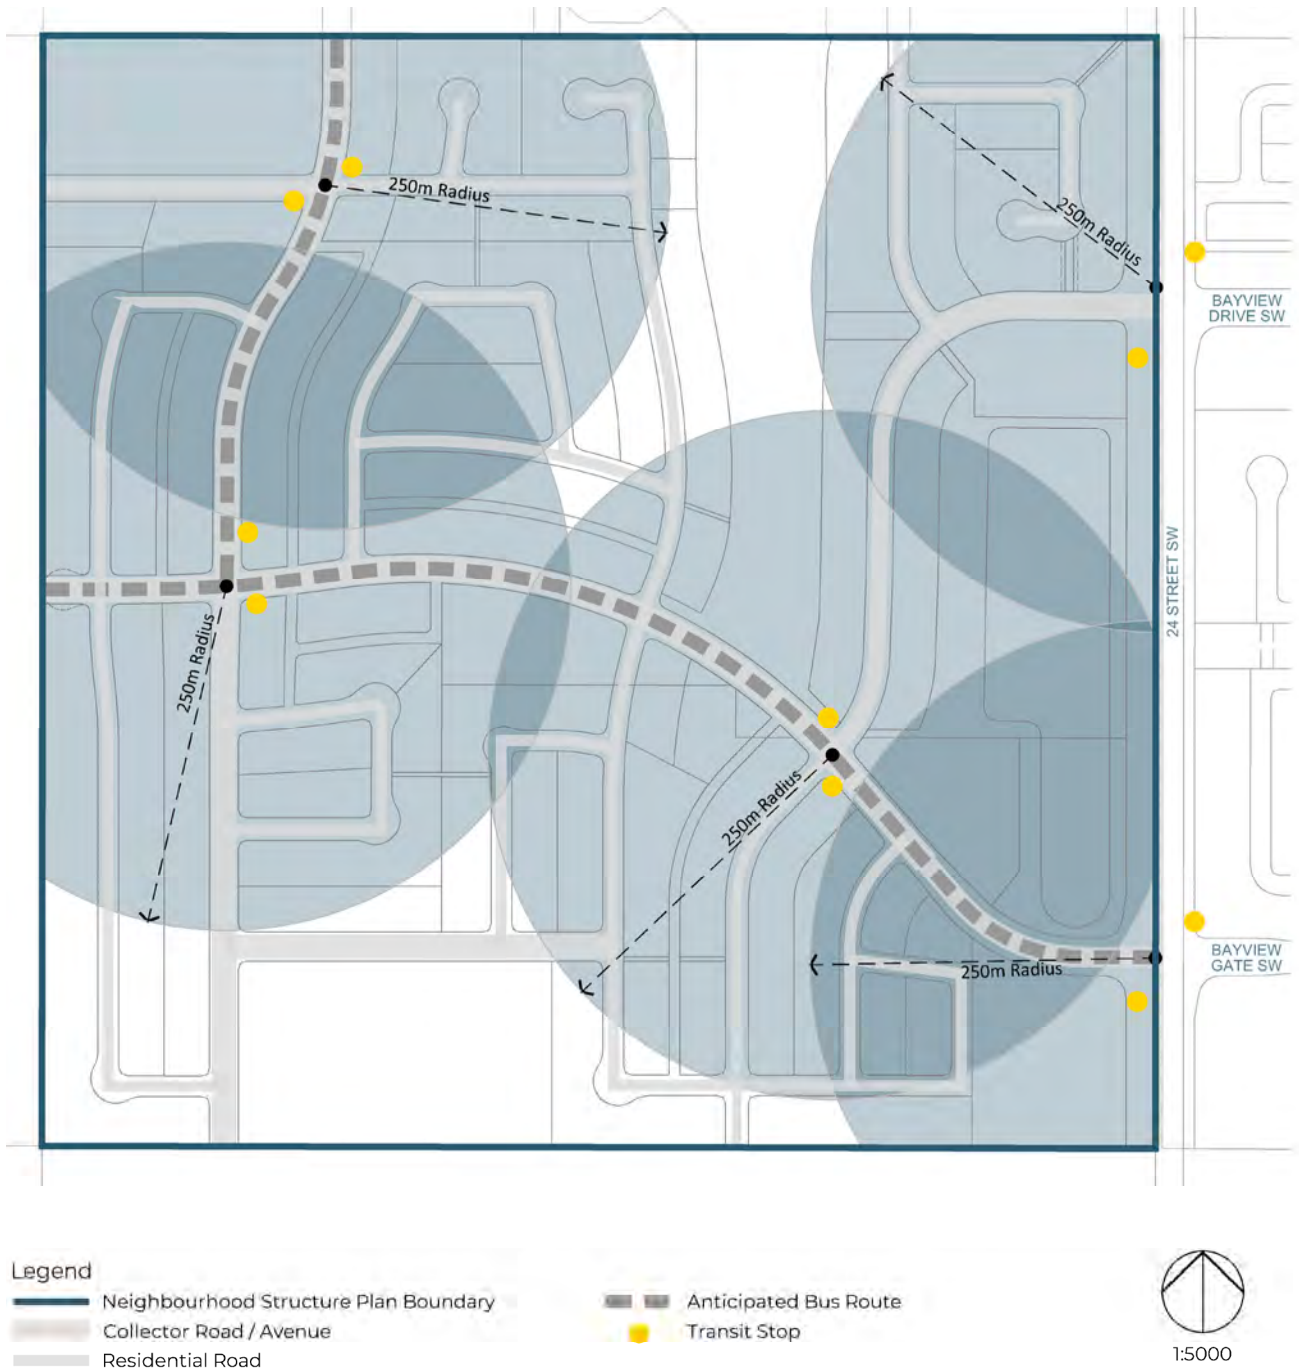 250m Radius
250m Radius
BAYVIEW
DRIVE SW
24 STREET SW
250m Radius
250m Radius
BAYVIEW
GATE SW
250m Radius
Legend
Neighbourhood Structure Plan Boundary
Anticipated Bus Route
Collector Road / Avenue
Transit Stop
Residential Road
1:5000